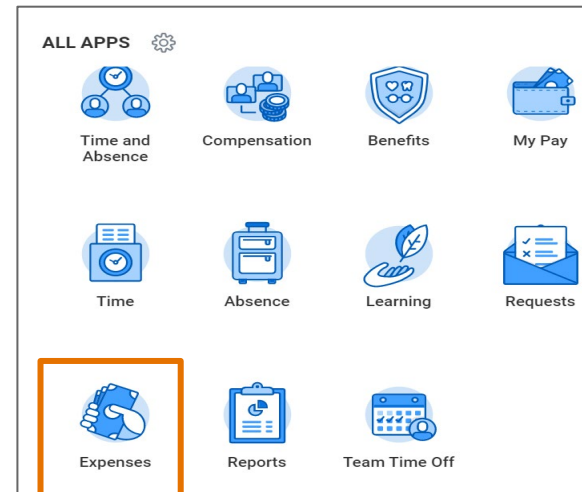 ALL APPS
Time and Absence
Compensation
Benefits
My Pay
Time
Absence
Learning
Requests
Expenses
Reports
Team Time Off